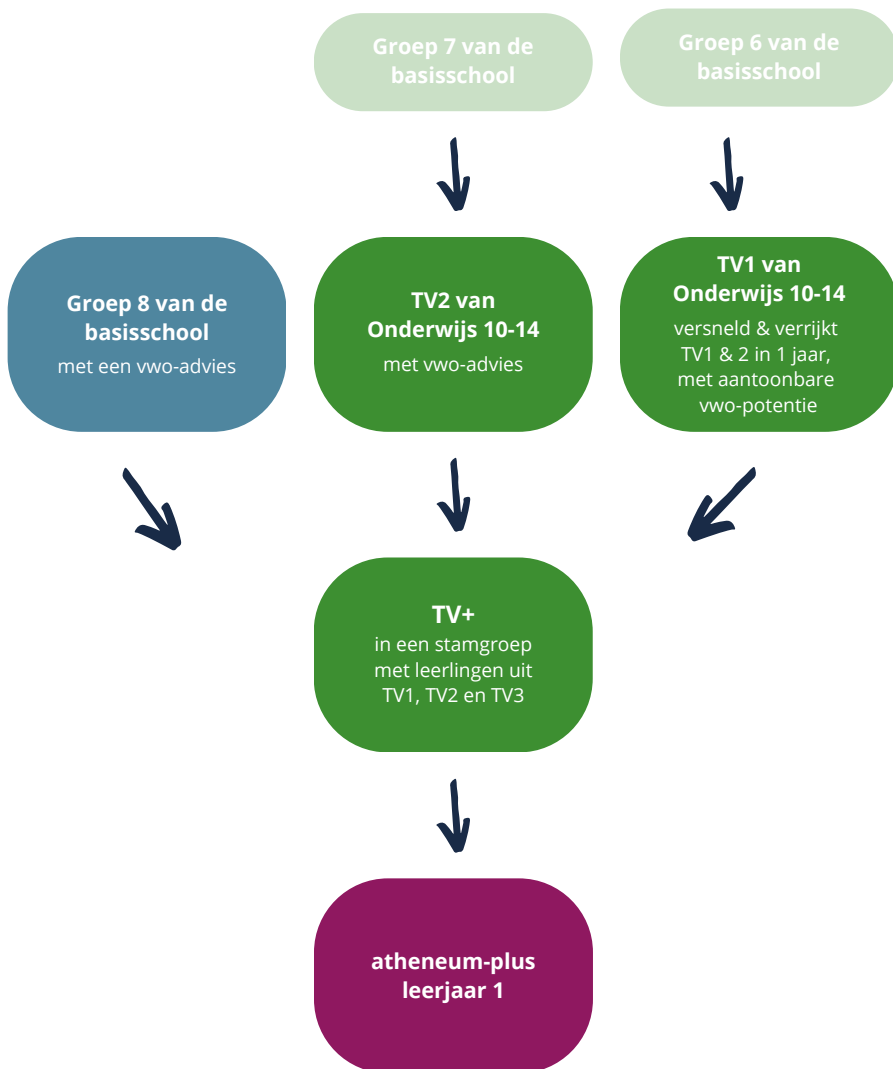 Groep 7 van de
basisschool
Groep 6 van de
basisschool
Groep 8 van de
basisschool
met een vwo-advies
TV2 van
Onderwijs 10-14
met vwo-advies
TV1 van
Onderwijs 10-14
versneld & verrijkt
TV1 & 2 in 1 jaar,
met aantoonbare
vwo-potentie
TV+
in een stamgroep
met leerlingen uit
TV1, TV2 en TV3
atheneum-plus
leerjaar 1